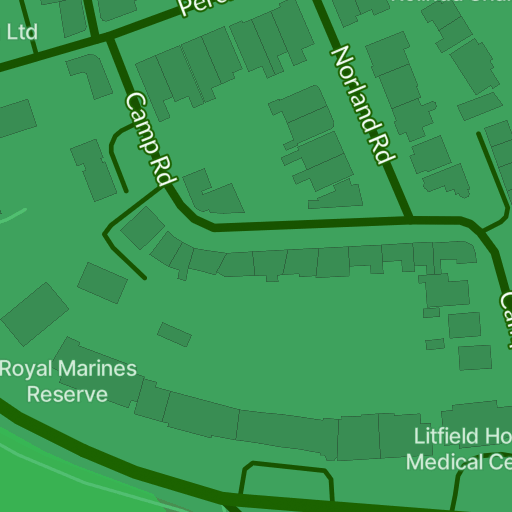 Ltd
Camp Rd
Norland Rd
Royal Marines
Reserve
Litfield Ho
Medical Ce